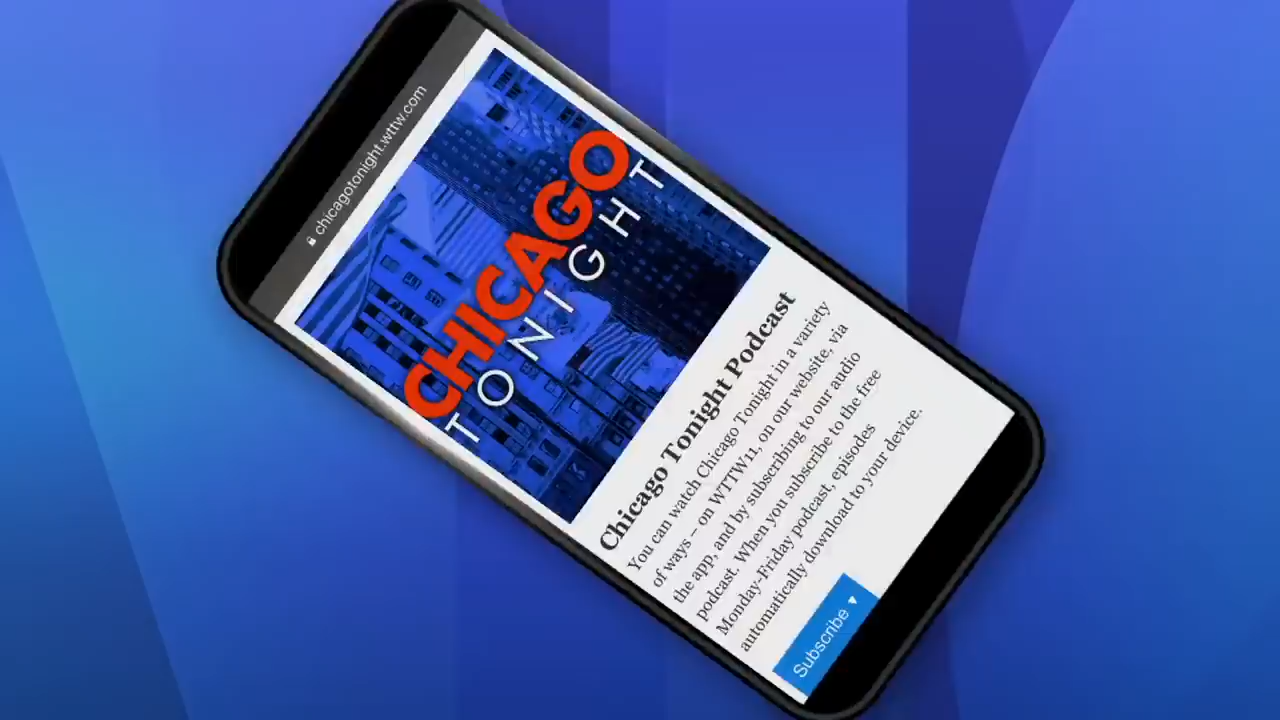 chicagotonight.wttw.com
CHICAGO
TONIGHT
Chicago Tonight Podcast
You can watch Chicago Tonight in a variety
of ways – on WTTW11, on our website, via
the app, and by subscribing to our audio
podcast. When you subscribe to the free
Monday-Friday podcast, episodes
automatically download to your device.
Subscribe